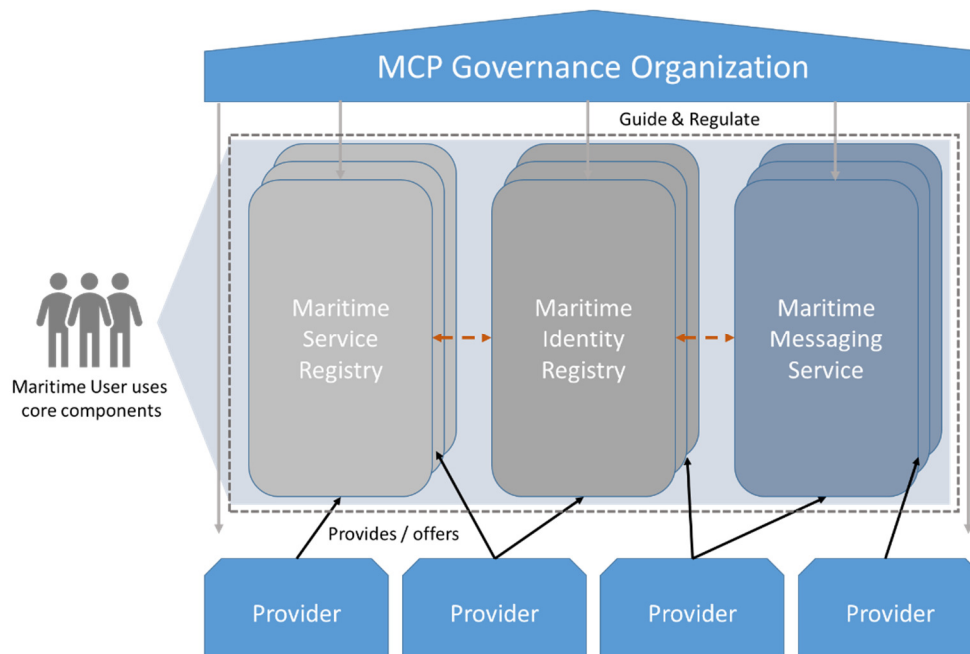 MCP Governance Organization
Guide & Regulate
Maritime
Service
Registry
Maritime
Identity
Registry
Maritime
Messaging
Service
Maritime User uses
core components
Provides / offers
Provider
Provider
Provider
Provider